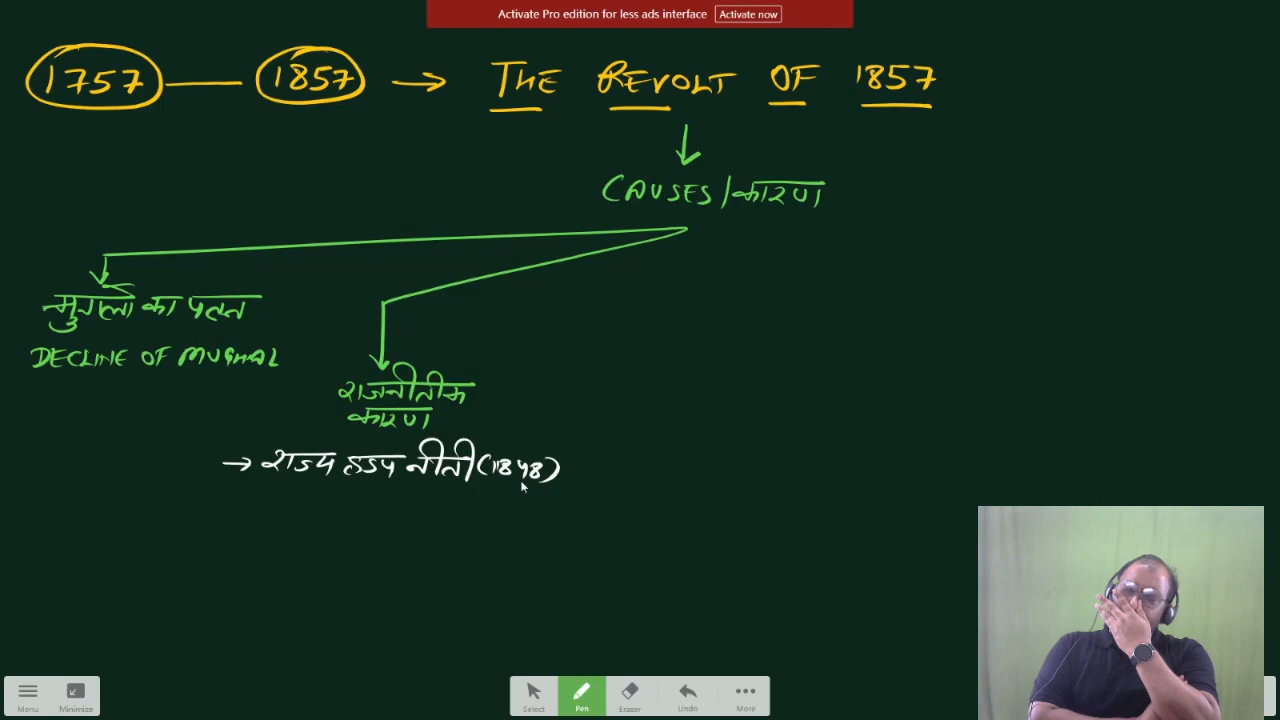 Activate Pro edition for less ads interface Activate now
1757 — 1857 → THE REVOLT OF 1857
CAUSES/कारण
मुगलो का पतन
DECLINE OF MUGHAL
राजनीतीक
कारण
→ राज्य हडप नीती (1848)
Menu Minimize Select Pen Eraser Undo More